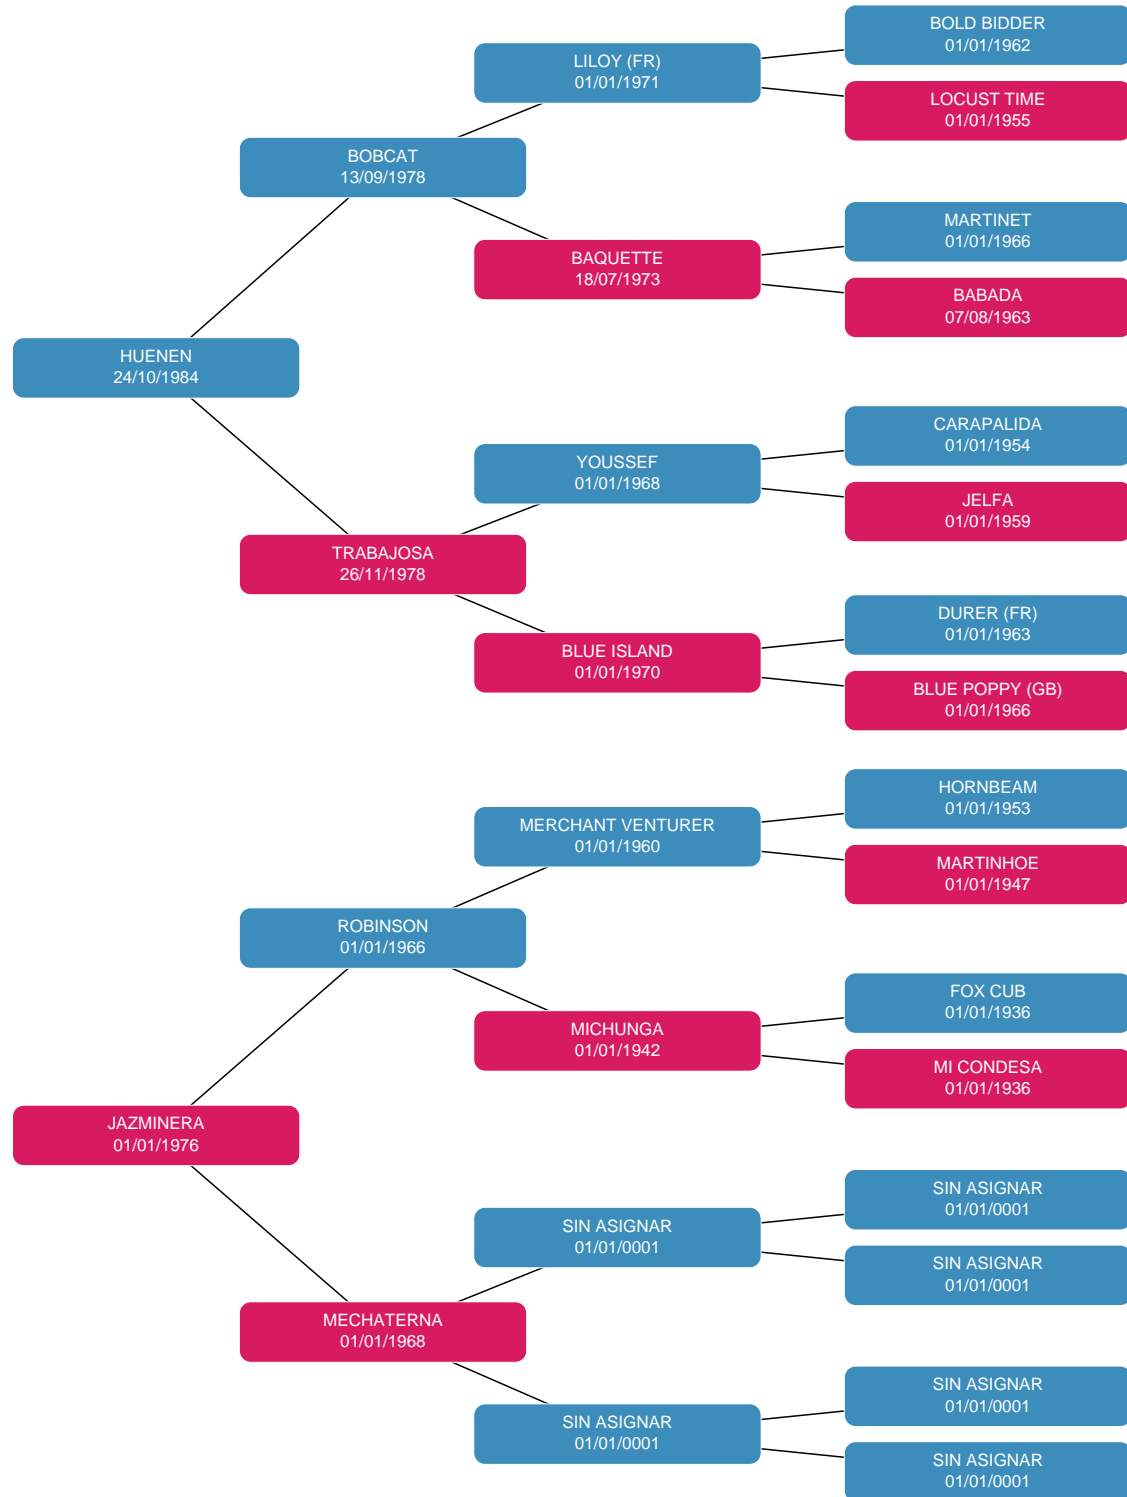 BOLD BIDDER
01/01/1962
LILOY (FR)
01/01/1971
LOCUST TIME
01/01/1955
BOBCAT
13/09/1978
MARTINET
01/01/1966
BAQUETTE
18/07/1973
BABADA
07/08/1963
HUENEN
24/10/1984
CARAPALIDA
01/01/1954
YOUSSEF
01/01/1968
JELFA
01/01/1959
TRABAJOSA
26/11/1978
DURER (FR)
01/01/1963
BLUE ISLAND
01/01/1970
BLUE POPPY (GB)
01/01/1966
HORNBEAM
01/01/1953
MERCHANT VENTURER
01/01/1960
MARTINHOE
01/01/1947
ROBINSON
01/01/1966
FOX CUB
01/01/1936
MICHUNGA
01/01/1942
MI CONDESA
01/01/1936
JAZMINERA
01/01/1976
SIN ASIGNAR
01/01/0001
SIN ASIGNAR
01/01/0001
SIN ASIGNAR
01/01/0001
MECHATERNA
01/01/1968
SIN ASIGNAR
01/01/0001
SIN ASIGNAR
01/01/0001
SIN ASIGNAR
01/01/0001